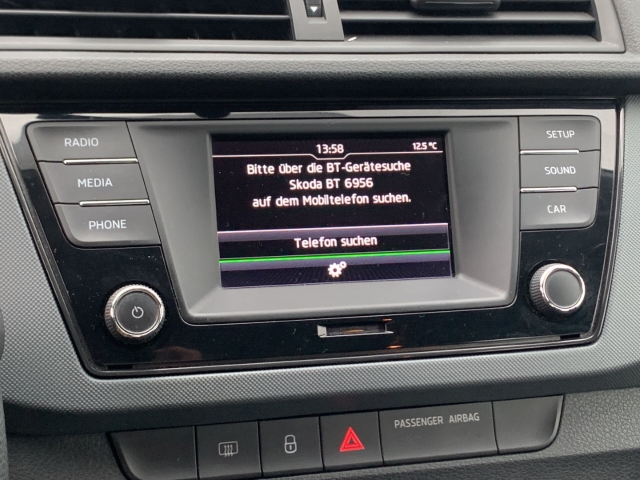 13:58 12.5 °C
RADIO
MEDIA
PHONE
Bitte über die BT-Gerätesuche
Skoda BT 6956
auf dem Mobiltelefon suchen.
Telefon suchen
SETUP
SOUND
CAR
PASSENGER AIRBAG